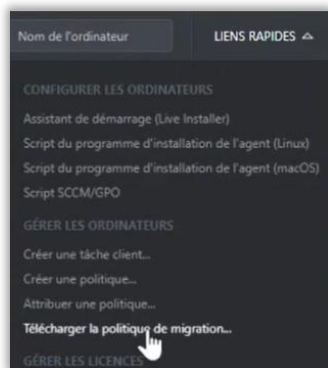 Nom de l'ordinateur
LIENS RAPIDES
CONFIGURER LES ORDINATEURS
Assistant de démarrage (Live Installer)
Script du programme d'installation de l'agent (Linux)
Script du programme d'installation de l'agent (macOS)
Script SCCM/GPO
GÉRER LES ORDINATEURS
Créer une tâche client...
Créer une politique...
Attribuer une politique...
Télécharger la politique de migration...
GÉRER LES LICENCES